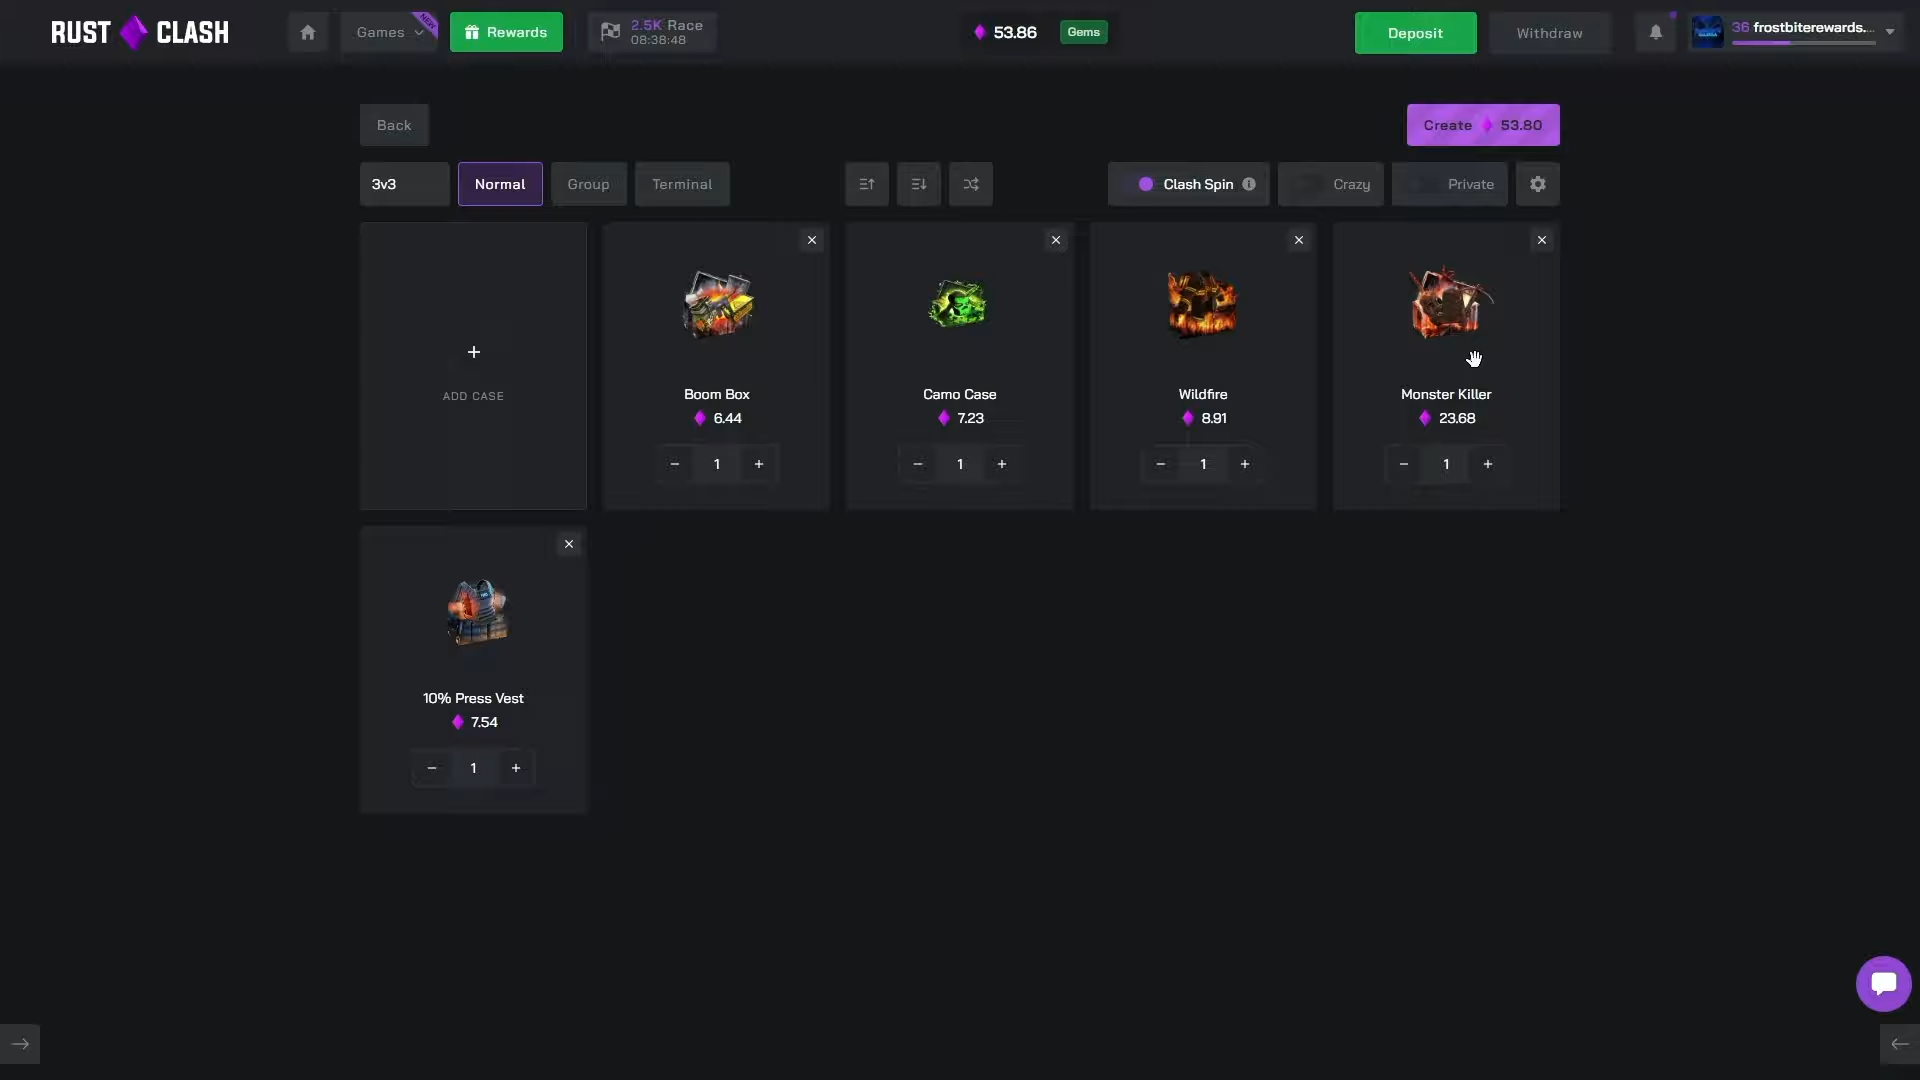 RUST CLASH
Games
NEW
Rewards
2.5K Race
08:38:48
53.86
Gems
Deposit
Withdraw
36 frostbiterewards....
Back
Create 53.80
3v3
Normal
Group
Terminal
Clash Spin
Crazy
Private
+
ADD CASE
Boom Box
6.44
- 1 +
Camo Case
7.23
- 1 +
Wildfire
8.91
- 1 +
Monster Killer
23.68
- 1 +
10% Press Vest
7.54
- 1 +